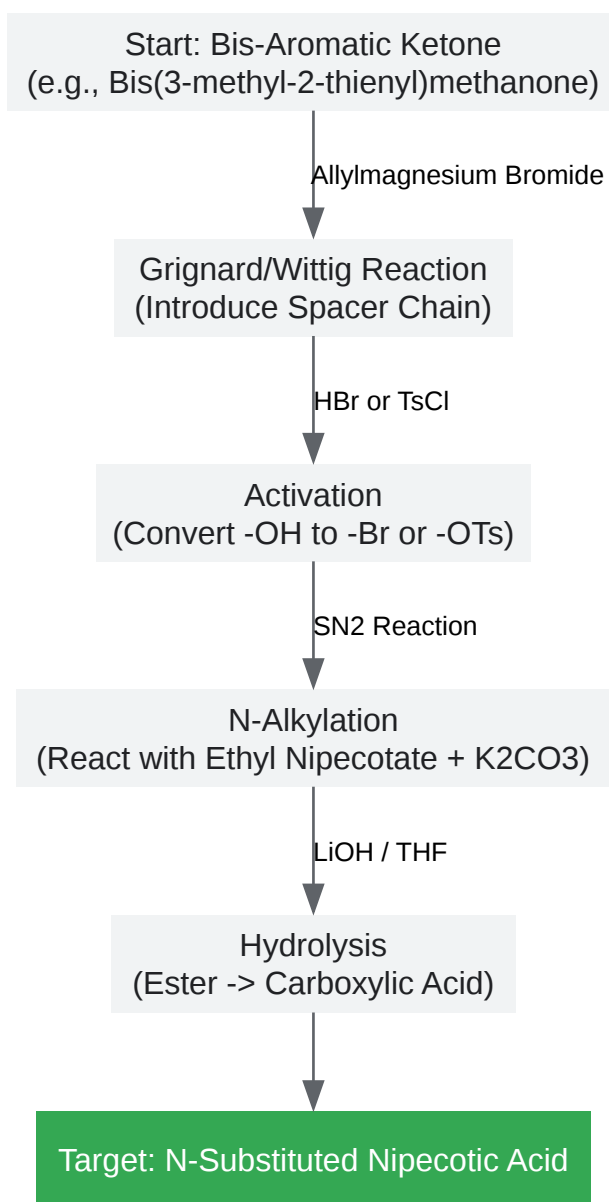 Start: Bis-Aromatic Ketone
(e.g., Bis(3-methyl-2-thienyl)methanone)
Allylmagnesium Bromide
Grignard/Wittig Reaction
(Introduce Spacer Chain)
HBr or TsCl
Activation
(Convert -OH to -Br or -OTs)
SN2 Reaction
N-Alkylation
(React with Ethyl Nipecotate + K2CO3)
LiOH / THF
Hydrolysis
(Ester -> Carboxylic Acid)
Target: N-Substituted Nipecotic Acid